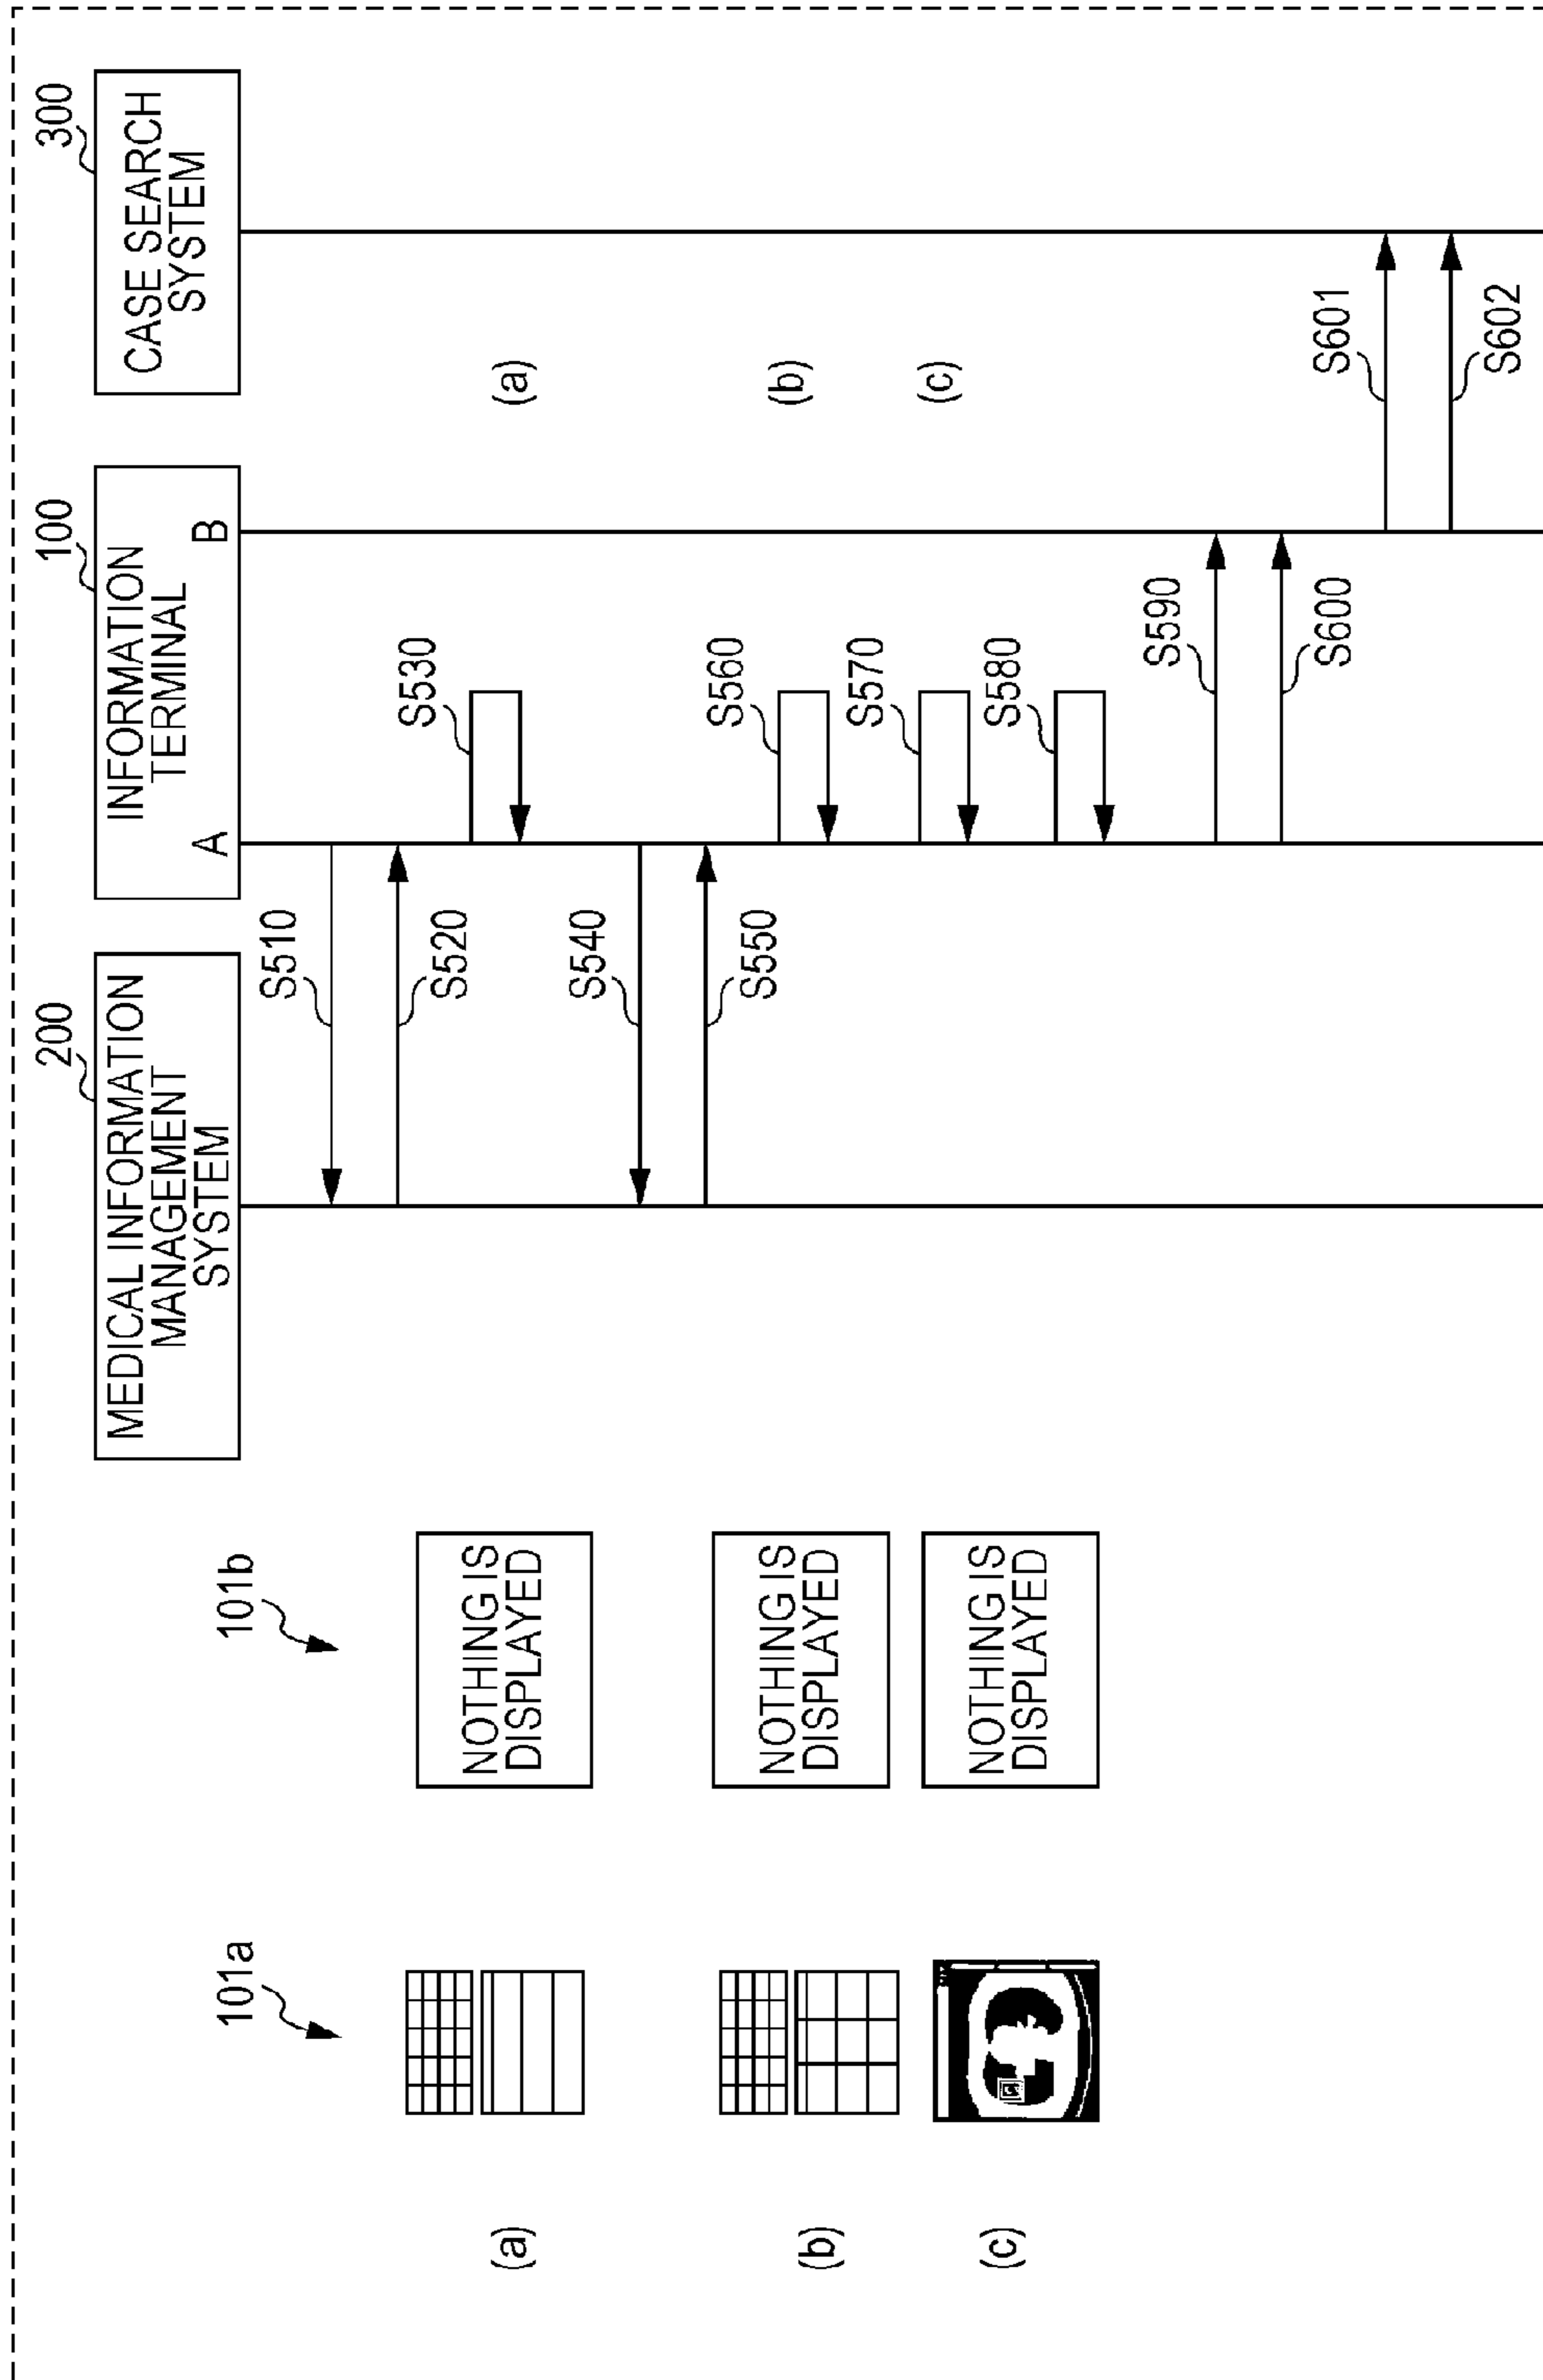 200
MEDICAL INFORMATION
MANAGEMENT
SYSTEM
100
INFORMATION
TERMINAL
A
B
300
CASE SEARCH
SYSTEM
101a
101b
S510
S520
(a)
NOTHING IS
DISPLAYED
S530
(a)
S540
S550
(b)
NOTHING IS
DISPLAYED
S560
(b)
(c)
NOTHING IS
DISPLAYED
S570
(c)
S580
S590
S600
S601
S602